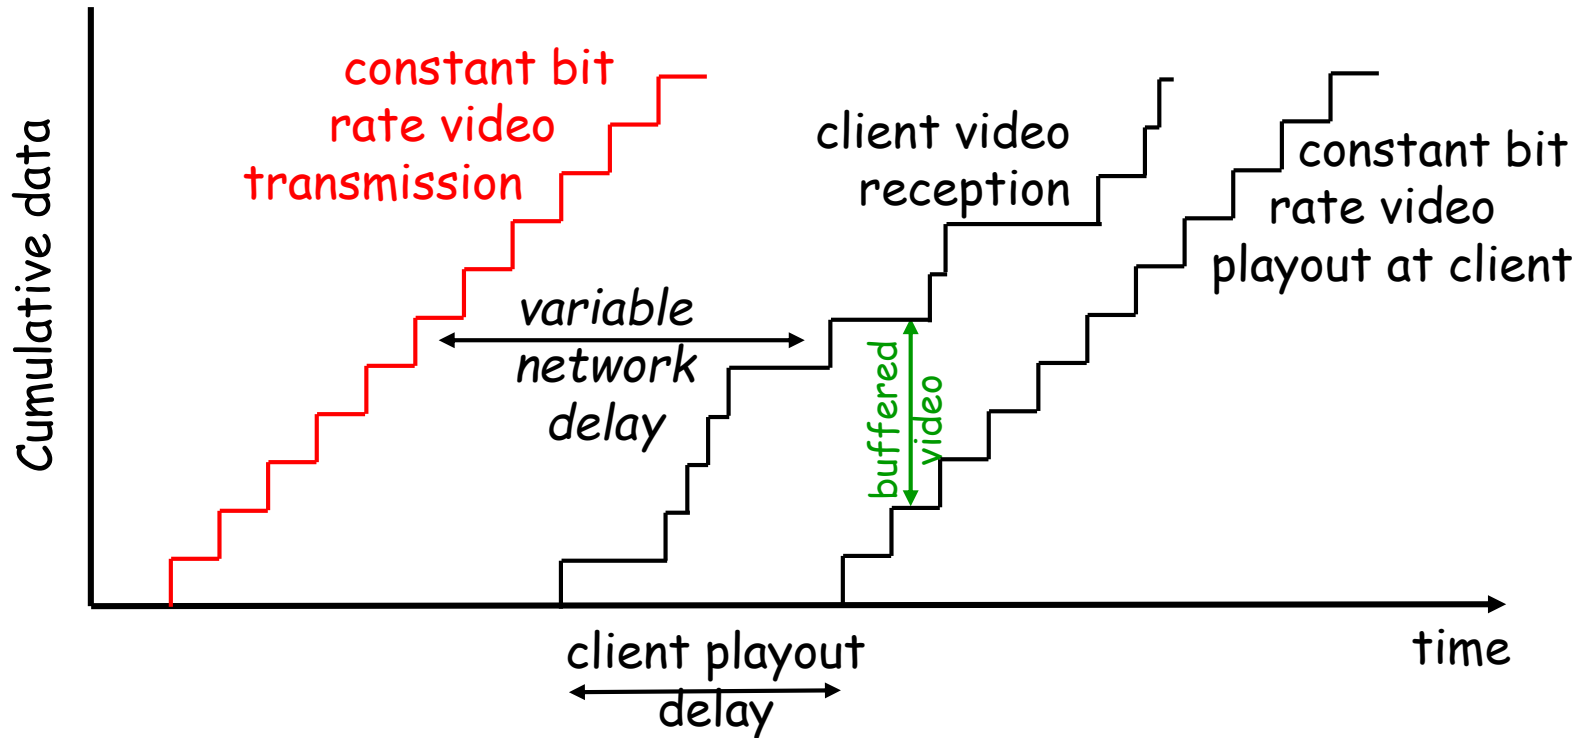 constant bit
rate video
transmission
client video
reception
constant bit
rate video
playout at client
Cumulative data
variable
network
delay
buffered
video
client playout
delay
time